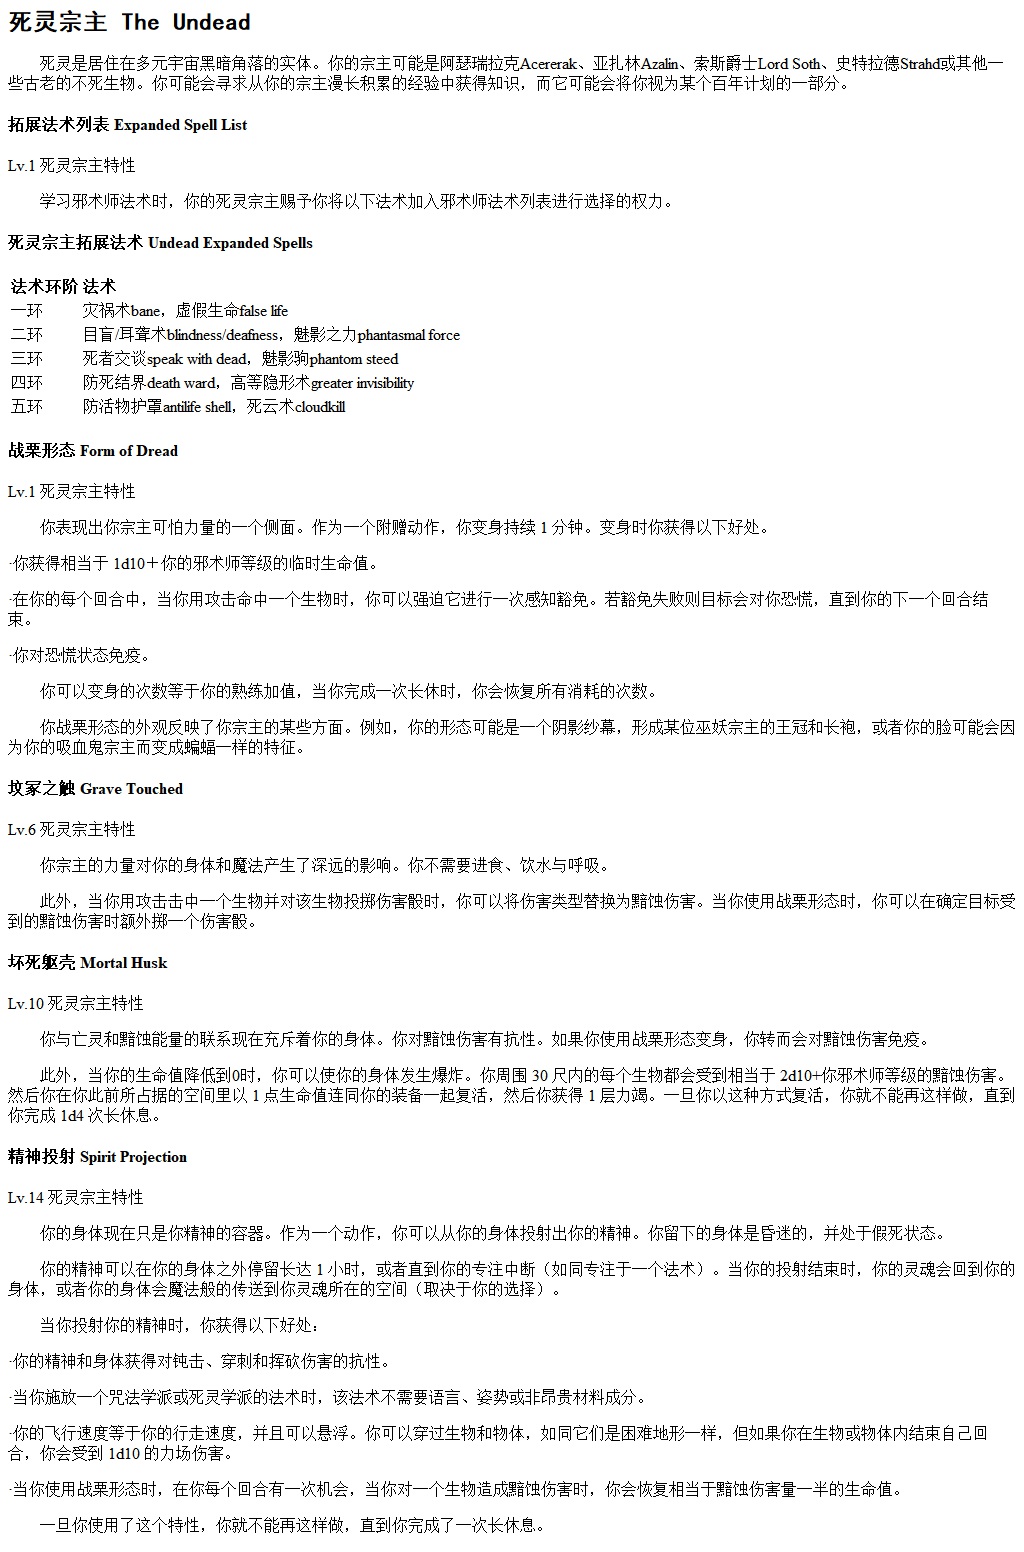 死灵宗主 The Undead
死灵是居住在多元宇宙黑暗角落的实体。你的宗主可能是阿瑟瑞拉克Acererak、亚扎林Azalin、索斯爵士Lord Soth、史特拉德Strahd或其他一
些古老的不死生物。你可能会寻求从你的宗主漫长积累的经验中获得知识，而它可能会将你视为某个百年计划的一部分。
拓展法术列表 Expanded Spell List
Lv.1 死灵宗主特性
学习邪术师法术时，你的死灵宗主赐予你将以下法术加入邪术师法术列表进行选择的权力。
死灵宗主拓展法术 Undead Expanded Spells
法术环阶 法术
一环 灾祸术bane，虚假生命false life
二环 目盲/耳聋术blindness/deafness，魅影之力phantasmal force
三环 死者交谈speak with dead，魅影驹phantom steed
四环 防死结界death ward，高等隐形术greater invisibility
五环 防活物护罩antilife shell，死云术cloudkill
战栗形态 Form of Dread
Lv.1 死灵宗主特性
你表现出你宗主可怕力量的一个侧面。作为一个附赠动作，你变身持续 1 分钟。变身时你获得以下好处。
·你获得相当于 1d10＋你的邪术师等级的临时生命值。
·在你的每个回合中，当你用攻击命中一个生物时，你可以强迫它进行一次感知豁免。若豁免失败则目标会对你恐慌，直到你的下一个回合结
束。
·你对恐慌状态免疫。
你可以变身的次数等于你的熟练加值，当你完成一次长休时，你会恢复所有消耗的次数。
你战栗形态的外观反映了你宗主的某些方面。例如，你的形态可能是一个阴影纱幕，形成某位巫妖宗主的王冠和长袍，或者你的脸可能会因
为你的吸血鬼宗主而变成蝙蝠一样的特征。
坟冢之触 Grave Touched
Lv.6 死灵宗主特性
你宗主的力量对你的身体和魔法产生了深远的影响。你不需要进食、饮水与呼吸。
此外，当你用攻击击中一个生物并对该生物投掷伤害骰时，你可以将伤害类型替换为黯蚀伤害。当你使用战栗形态时，你可以在确定目标受
到的黯蚀伤害时额外掷一个伤害骰。
坏死躯壳 Mortal Husk
Lv.10 死灵宗主特性
你与亡灵和黯蚀能量的联系现在充斥着你的身体。你对黯蚀伤害有抗性。如果你使用战栗形态变身，你转而会对黯蚀伤害免疫。
此外，当你的生命值降低到0时，你可以使你的身体发生爆炸。你周围 30 尺内的每个生物都会受到相当于 2d10+你邪术师等级的黯蚀伤害。
然后你在你此前所占据的空间里以 1 点生命值连同你的装备一起复活，然后你获得 1 层力竭。一旦你以这种方式复活，你就不能再这样做，直到
你完成 1d4 次长休息。
精神投射 Spirit Projection
Lv.14 死灵宗主特性
你的身体现在只是你精神的容器。作为一个动作，你可以从你的身体投射出你的精神。你留下的身体是昏迷的，并处于假死状态。
你的精神可以在你的身体之外停留长达 1 小时，或者直到你的专注中断（如同专注于一个法术）。当你的投射结束时，你的灵魂会回到你的
身体，或者你的身体会魔法般的传送到你灵魂所在的空间（取决于你的选择）。
当你投射你的精神时，你获得以下好处：
·你的精神和身体获得对钝击、穿刺和挥砍伤害的抗性。
·当你施放一个咒法学派或死灵学派的法术时，该法术不需要语言、姿势或非昂贵材料成分。
·你的飞行速度等于你的行走速度，并且可以悬浮。你可以穿过生物和物体，如同它们是困难地形一样，但如果你在生物或物体内结束自己回
合，你会受到 1d10 的力场伤害。
·当你使用战栗形态时，在你每个回合有一次机会，当你对一个生物造成黯蚀伤害时，你会恢复相当于黯蚀伤害量一半的生命值。
一旦你使用了这个特性，你就不能再这样做，直到你完成了一次长休息。